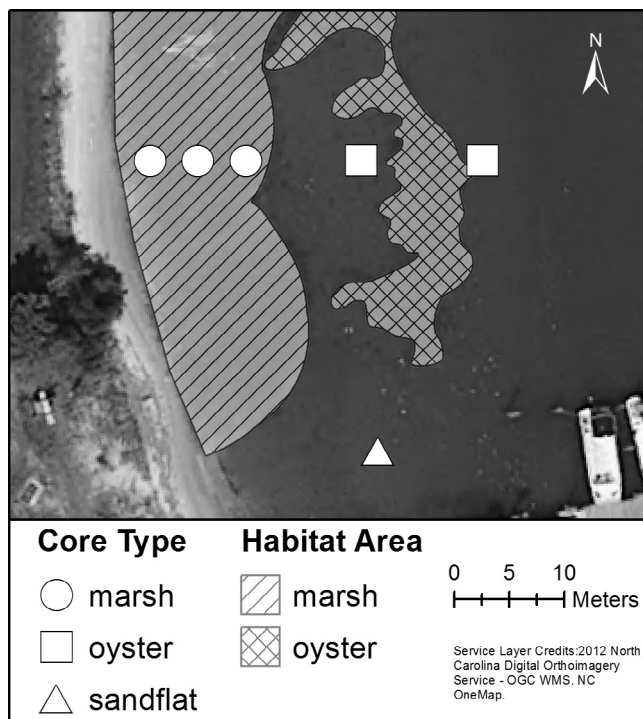 N
Core Type
marsh
oyster
sandflat
Habitat Area
marsh
oyster
0 5 10
Meters
Service Layer Credits:2012 North
Carolina Digital Orthoimagery
Service - OGC WMS. NC
OneMap.